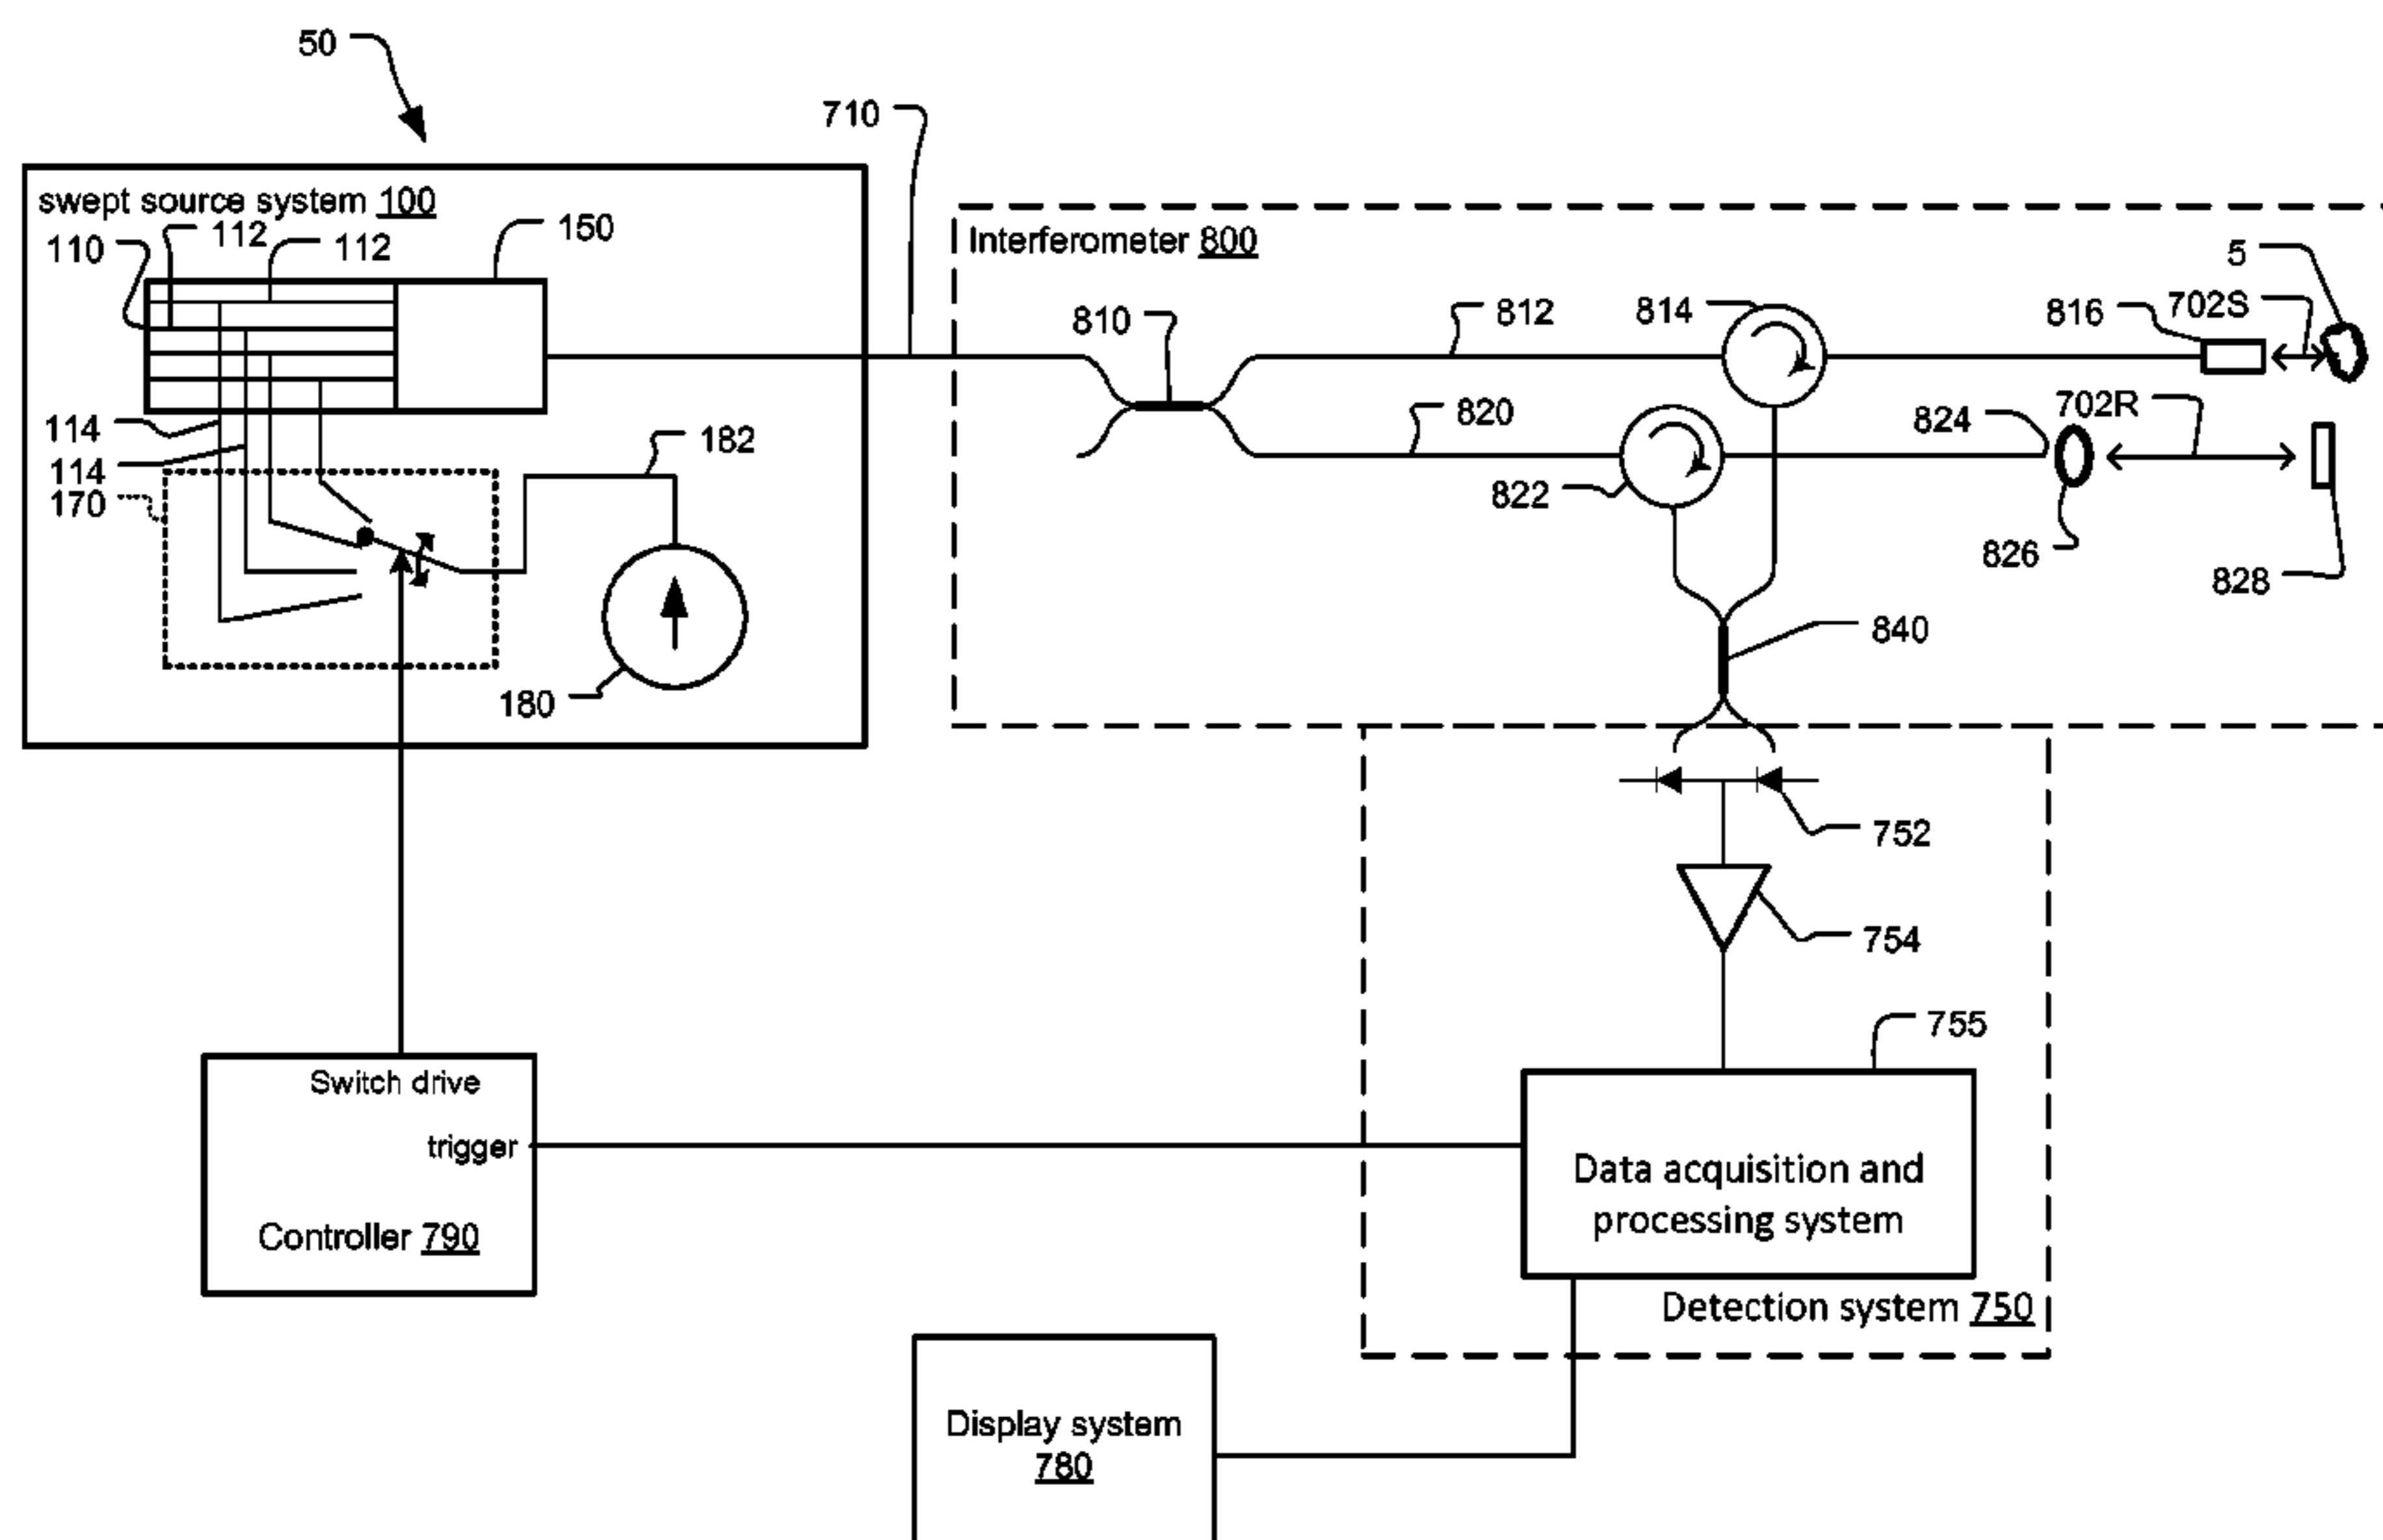 50
710
swept source system 100
112
110
112
150
Interferometer 800
5
810
812
814
816
702S
114
114
170
182
820
822
824
702R
826
828
180
840
752
754
755
Switch drive
trigger
Controller 790
Data acquisition and
processing system
Detection system 750
Display system
780